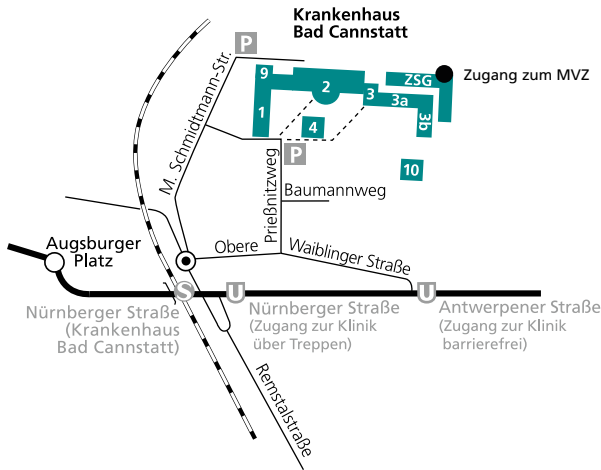 Krankenhaus
Bad Cannstatt
P
9
2
ZSG
Zugang zum MVZ
3
3a
1
4
3b
M. Schmidtmann-Str.
P
10
Prießnitzweg
Baumannweg
Augsburger
Platz
Obere
Waiblinger Straße
S
U
U
Nürnberger Straße
(Krankenhaus
Bad Cannstatt)
Nürnberger Straße
(Zugang zur Klinik
über Treppen)
Antwerpener Straße
(Zugang zur Klinik
barrierefrei)
Remstalstraße